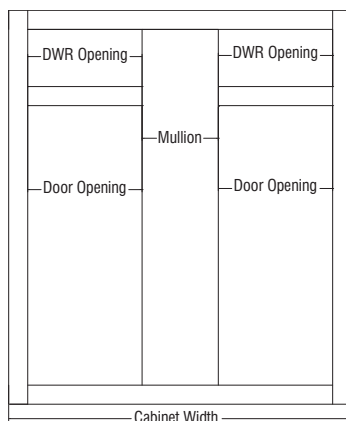 DWR Opening
DWR Opening
Mullion
Door Opening
Door Opening
Cabinet Width